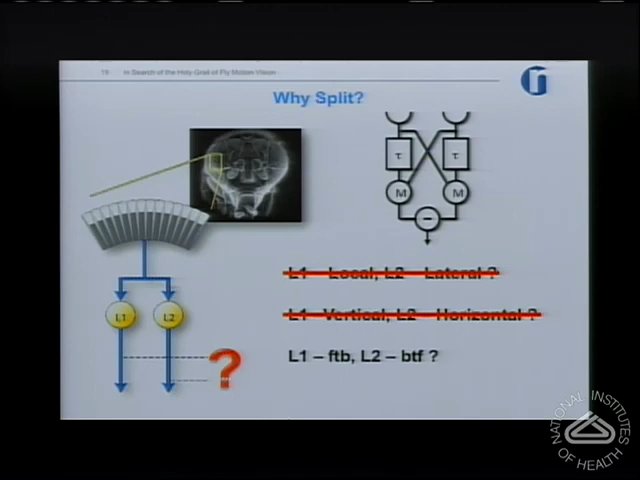 19 In Search of the Holy Grail of Fly Motion Vision
Why Split?
τ τ
M M
−
L1 – Local, L2 – Lateral ?
L1 – Vertical, L2 – Horizontal ?
L1 – ftb, L2 – btf ?
L1 L2
?
NATIONAL INSTITUTES
OF HEALTH